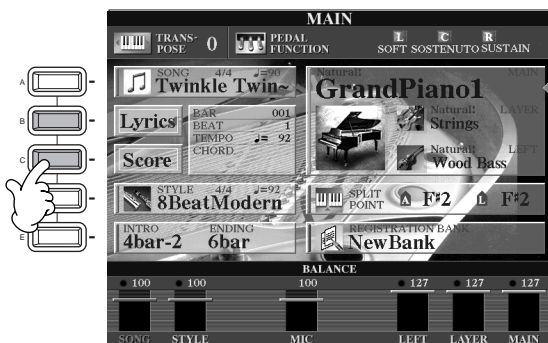 MAIN
TRANS-
POSE 0
PEDAL
FUNCTION
L C R
SOFT SOSTENUTO SUSTAIN
A
B
C
E
SONG 4/4 ♩=90
Twinkle Twin~
Lyrics
Score
BAR 001
BEAT 1
TEMPO ♩= 92
CHORD
STYLE 4/4 ♩=92
8BeatModern
INTRO ENDING
4bar-2 6bar
Natural! MAIN
GrandPiano1
Natural! LAYER
Strings
Natural! LEFT
Wood Bass
SPLIT
POINT A F♯2 L F♯2
REGISTRATION BANK
NewBank
BALANCE
100 100 100 127 127 127
SONG STYLE MIC LEFT LAYER MAIN